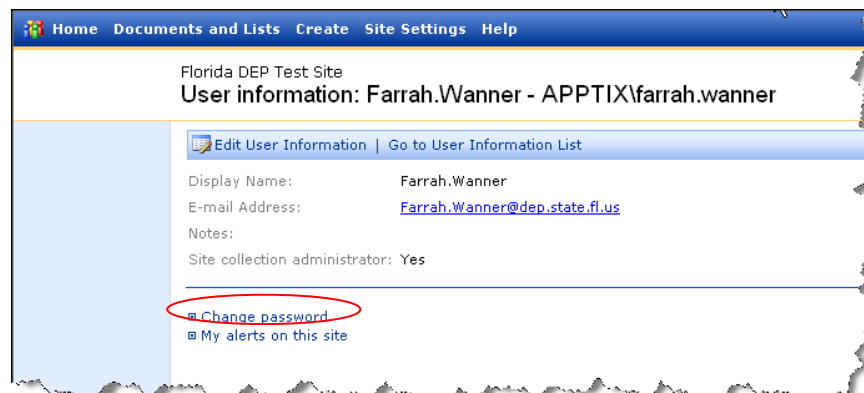 Home Documents and Lists Create Site Settings Help
Florida DEP Test Site
User information: Farrah.Wanner - APPTIX\farrah.wanner
Edit User Information | Go to User Information List
Display Name: Farrah.Wanner
E-mail Address: Farrah.Wanner@dep.state.fl.us
Notes:
Site collection administrator: Yes
Change password
My alerts on this site